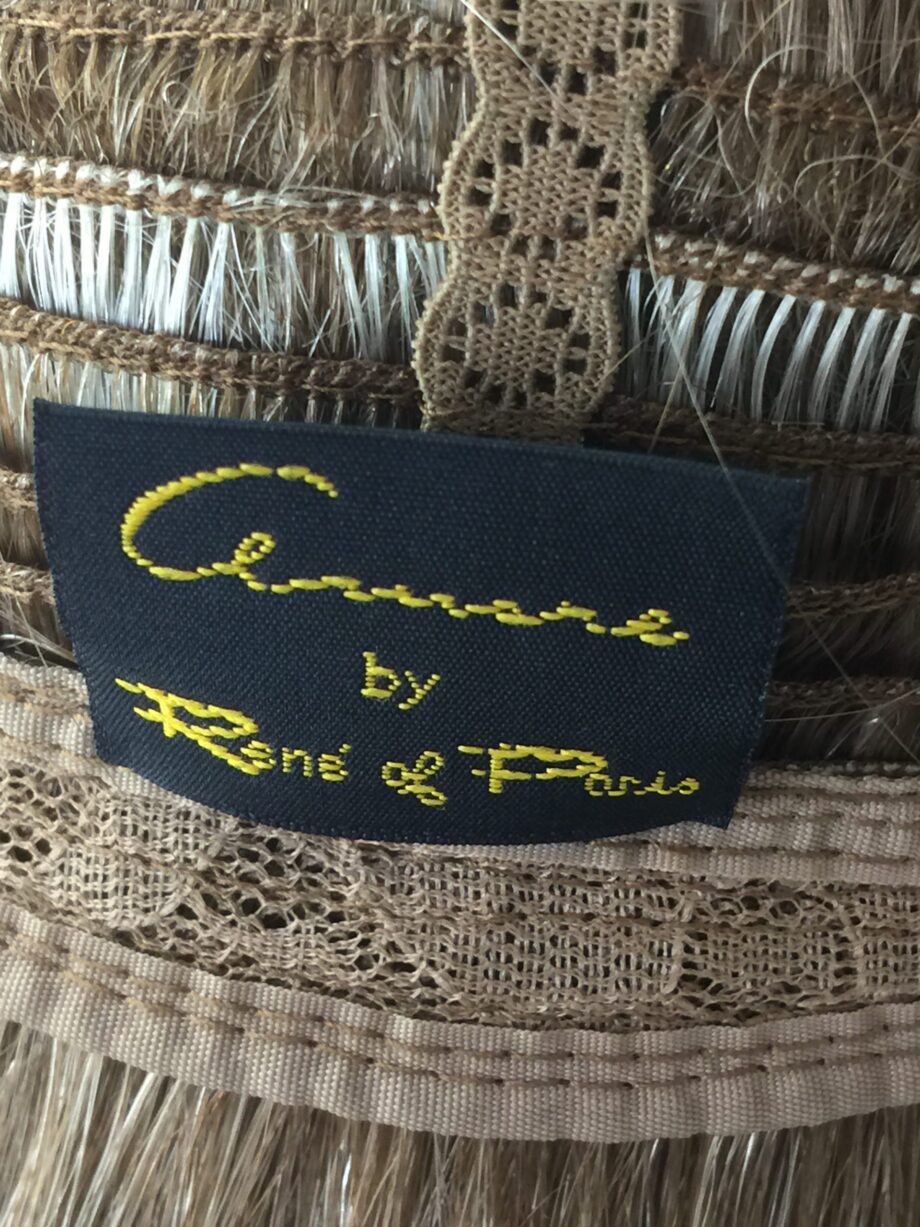 Amore
by
René of Paris